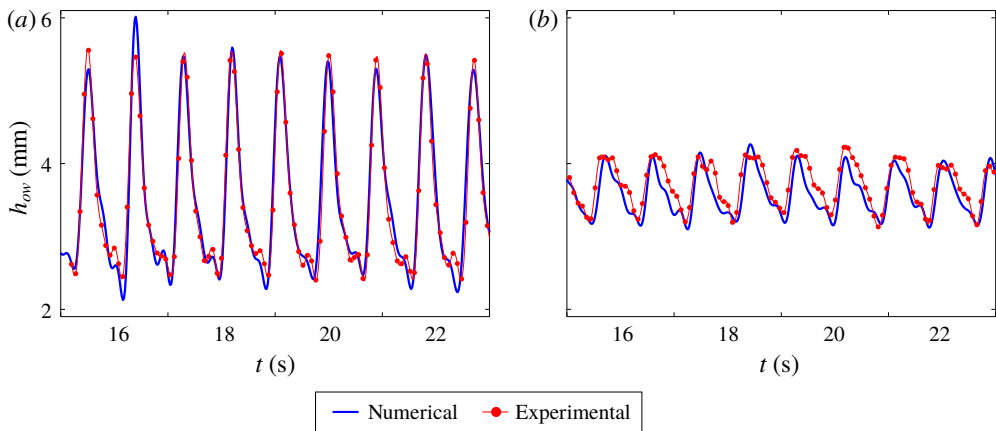 (a)
(b)
6
4
2
h_ow (mm)
16 18 20 22
16 18 20 22
t (s)
t (s)
Numerical Experimental